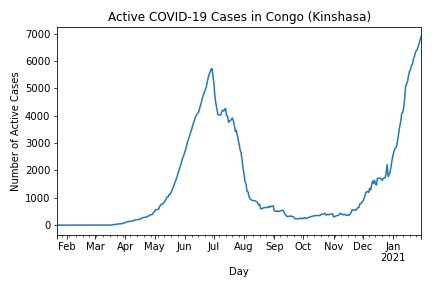 Active COVID-19 Cases in Congo (Kinshasa)
Number of Active Cases
7000
6000
5000
4000
3000
2000
1000
0
Feb Mar Apr May Jun Jul Aug Sep Oct Nov Dec Jan
2021
Day